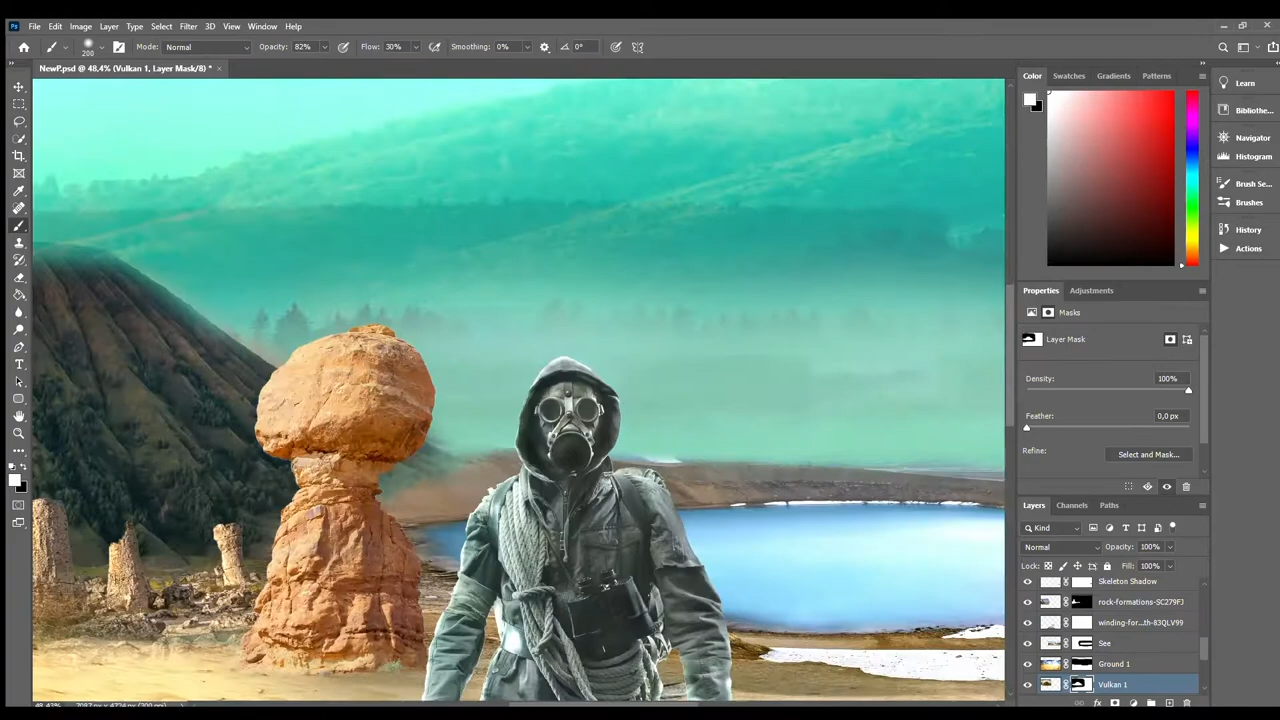 Ps File Edit Image Layer Type Select Filter 3D View Window Help
200 Mode: Normal Opacity: 82% Flow: 30% Smoothing: 0% 0°
NewP.psd @ 48.4% (Vulkan 1, Layer Mask/8) * ×
Color Swatches Gradients Patterns
Learn
Bibliothe...
Navigator
Histogram
Brush Se...
Brushes
History
Actions
Properties Adjustments
Masks
Layer Mask
Density: 100%
Feather: 0,0 px
Refine: Select and Mask...
Layers Channels Paths
Kind
Normal Opacity: 100%
Lock: Fill: 100%
Skeleton Shadow
rock-formations-SC279FJ
winding-for...th-83QLV99
See
Ground 1
Vulkan 1